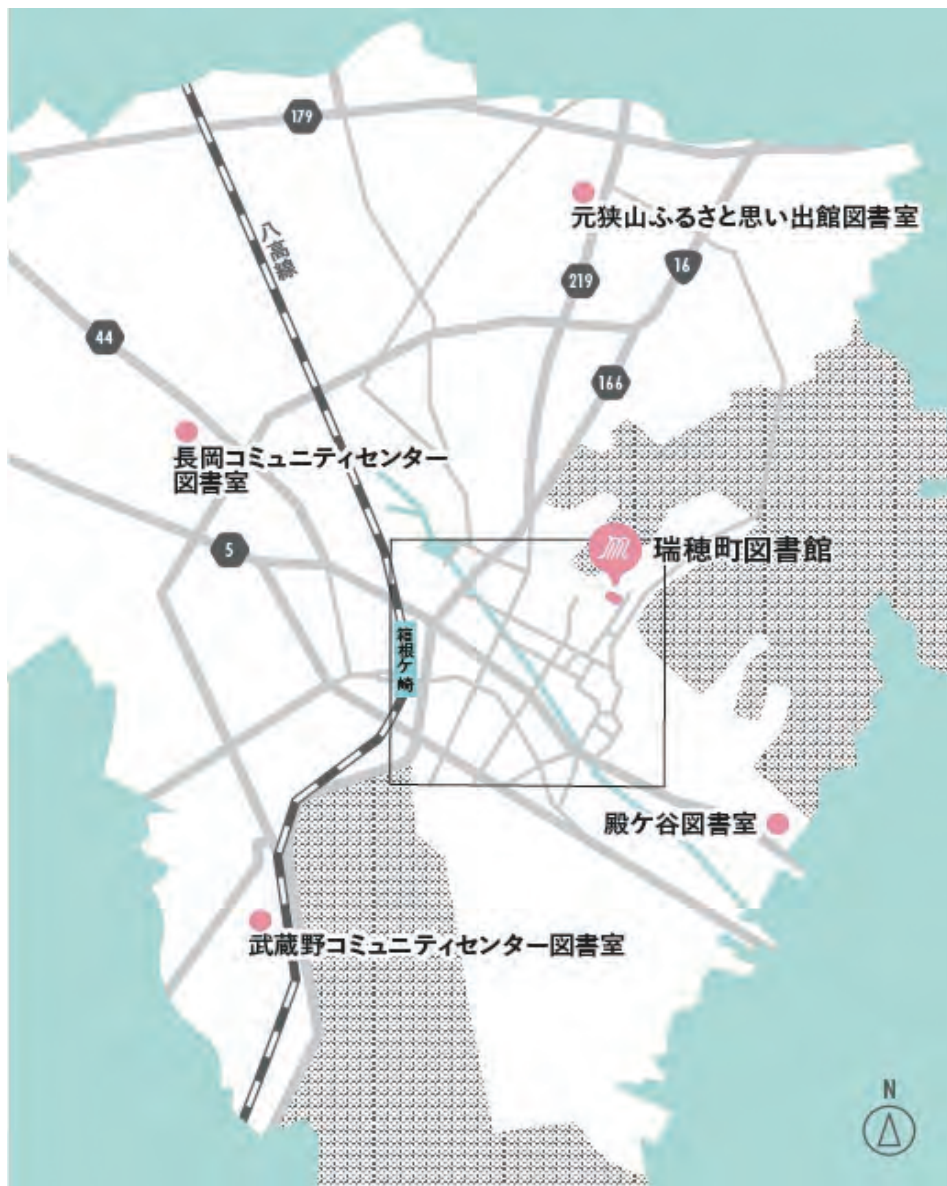 179
元狭山ふるさと思い出館図書室
八高線
16
219
44
166
長岡コミュニティセンター
図書室
5
瑞穂町図書館
箱根ケ崎
殿ケ谷図書室
武蔵野コミュニティセンター図書室
N